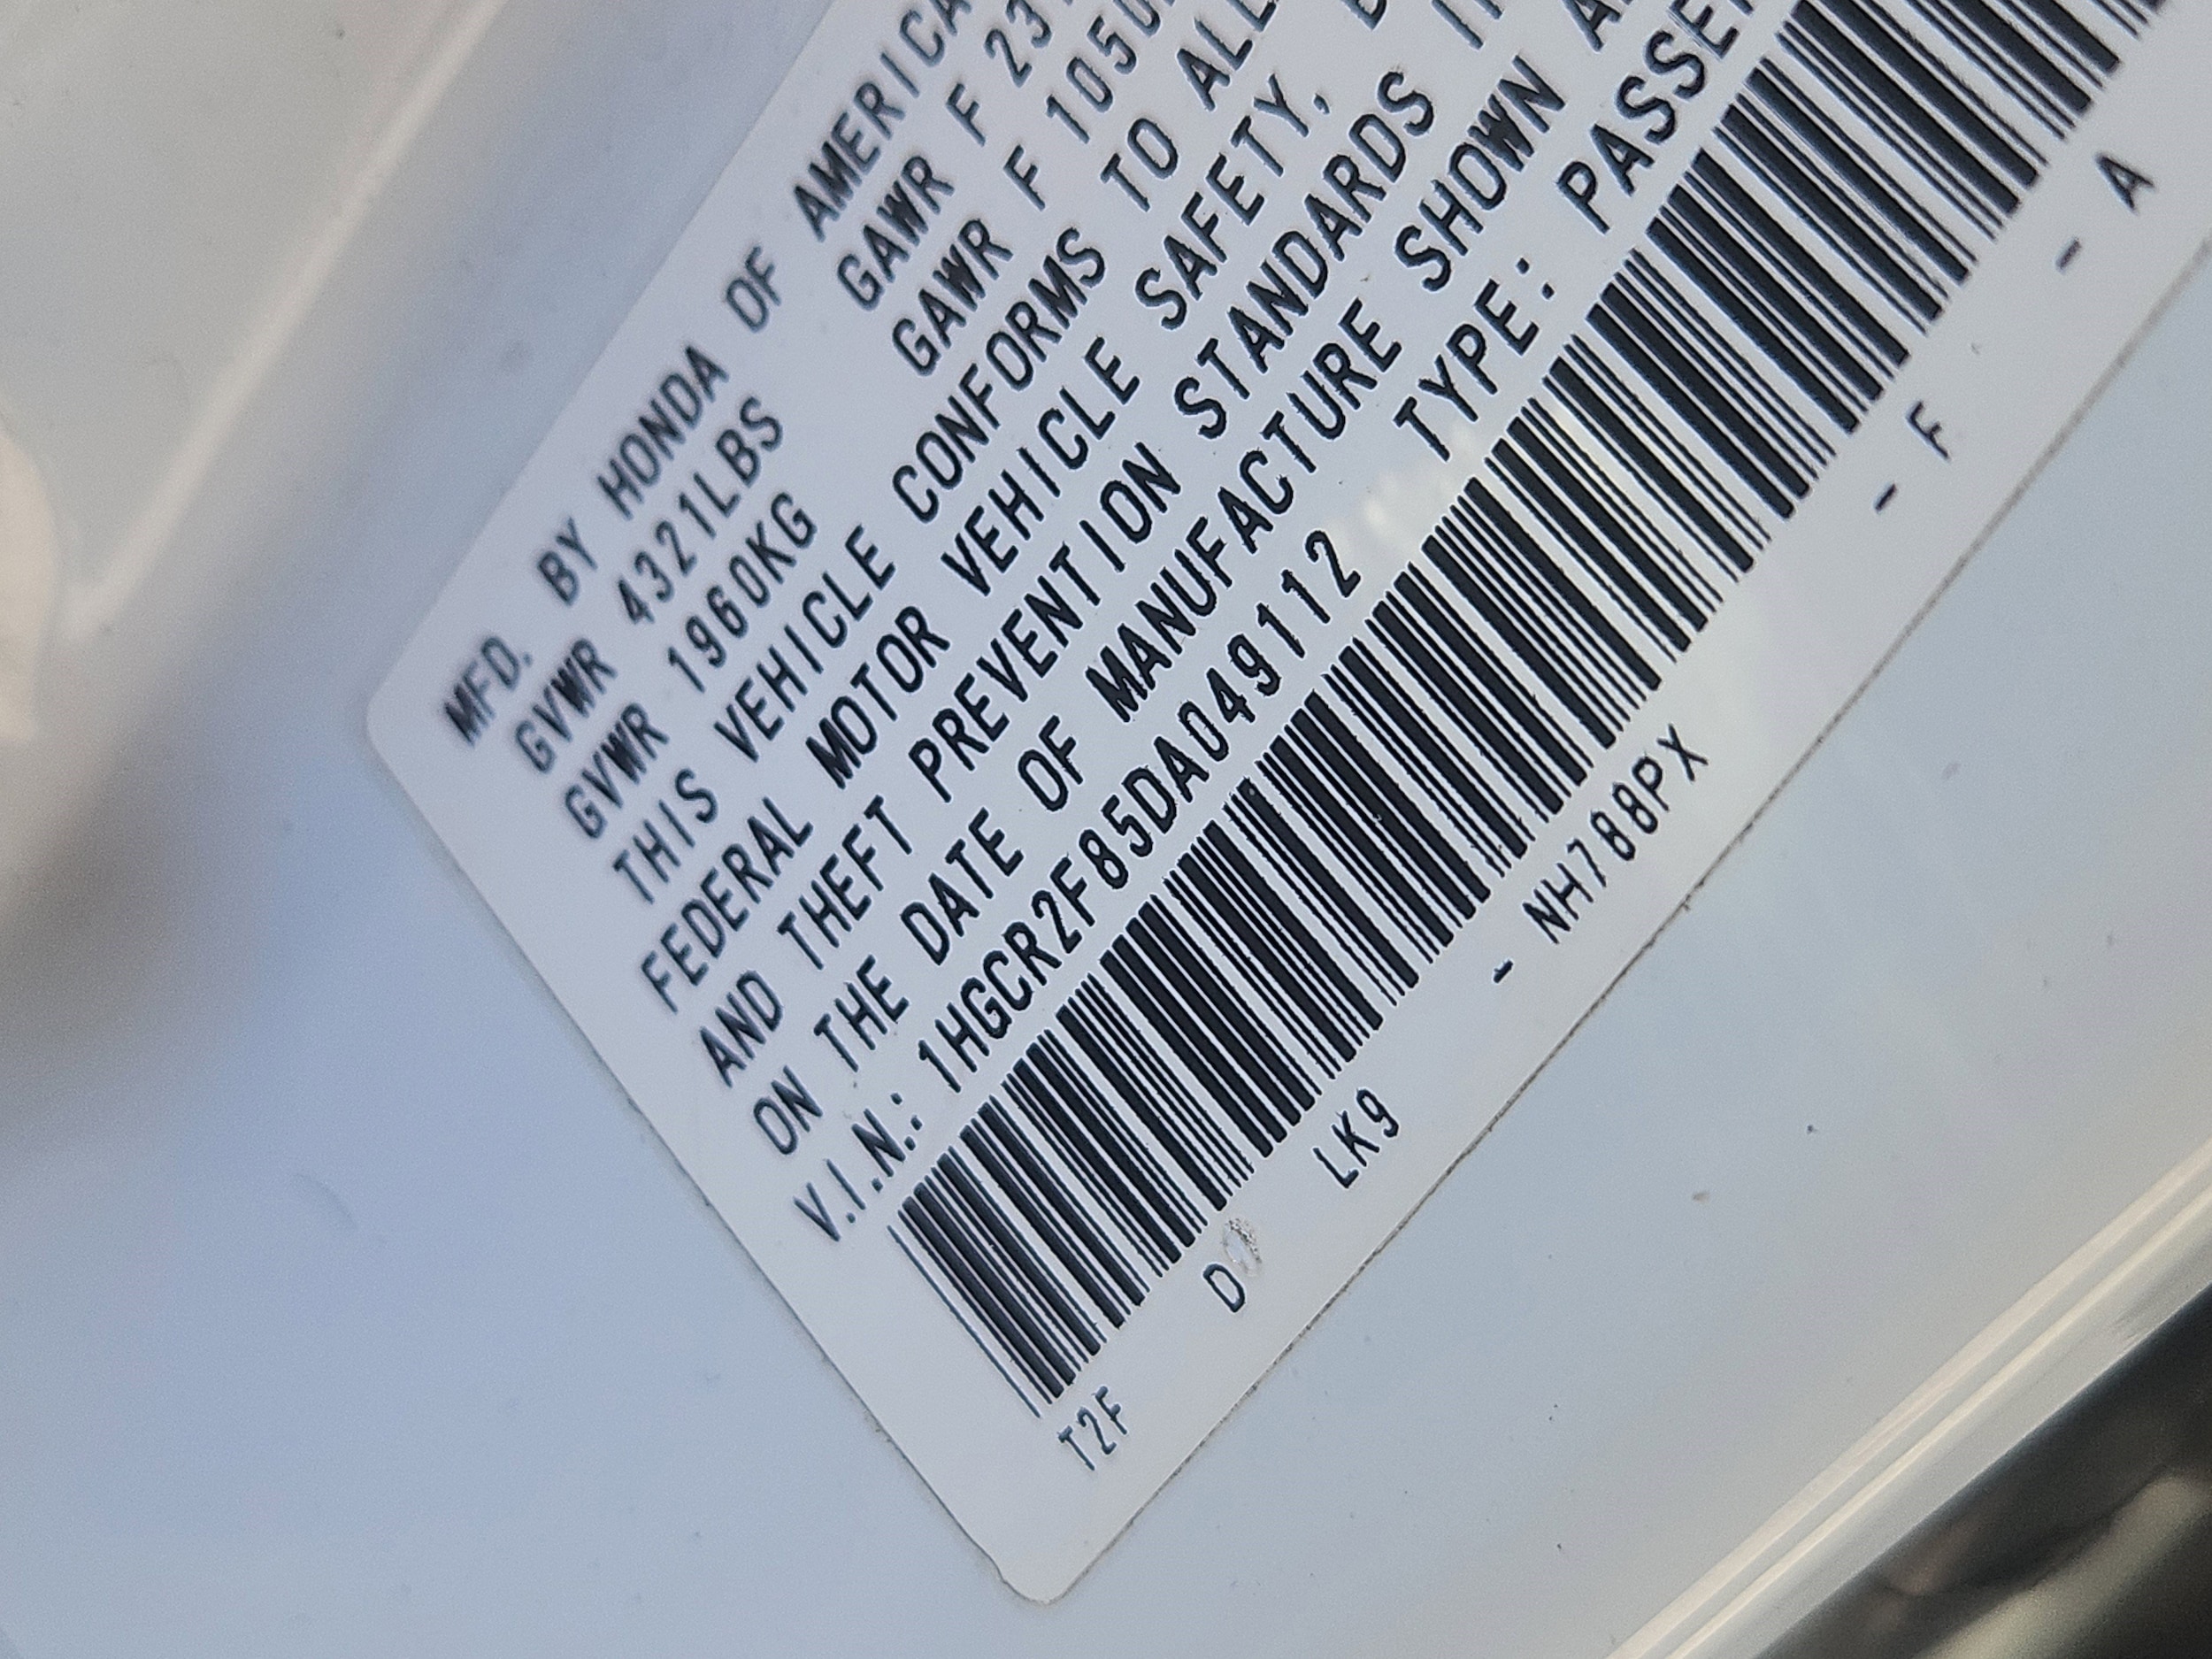 MFD. BY HONDA OF AMERICA
GVWR 4321LBS GAWR F 231
GVWR 1960KG GAWR F 1050
THIS VEHICLE CONFORMS TO ALL
FEDERAL MOTOR VEHICLE SAFETY,
AND THEFT PREVENTION STANDARDS
ON THE DATE OF MANUFACTURE SHOWN
V.I.N.: 1HGCR2F85DA049112 TYPE: PASSE
T2F D LK9 - NH788PX - F - A